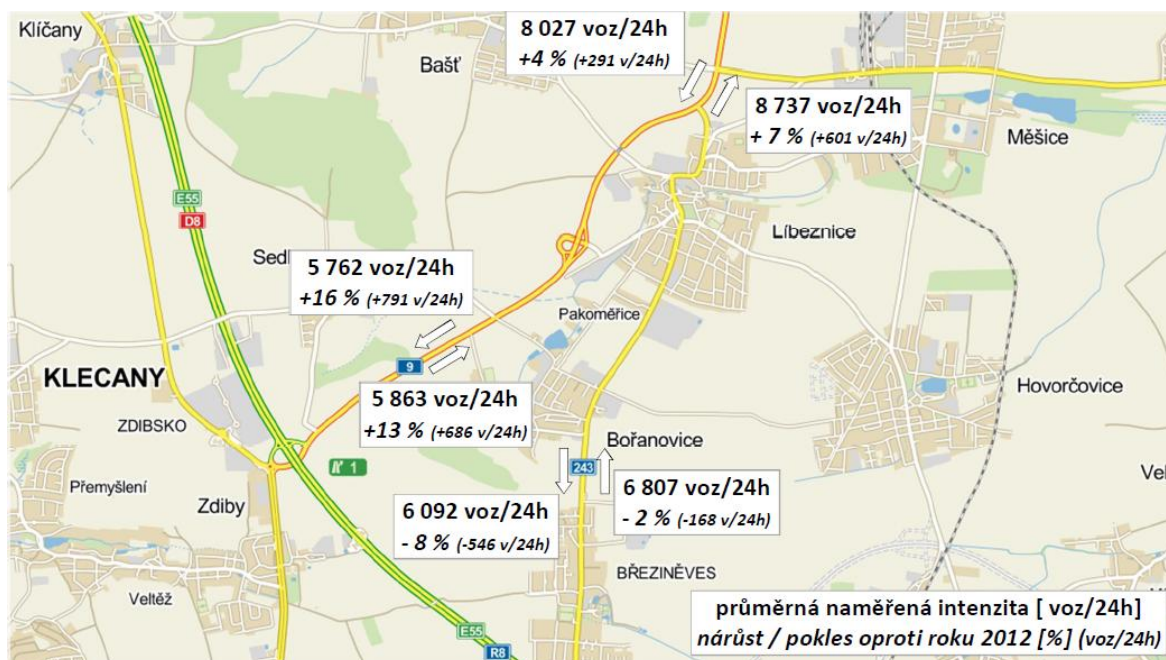 Klíčany
Bašť
8 027 voz/24h
+4 % (+291 v/24h)
8 737 voz/24h
+ 7 % (+601 v/24h)
Měšice
E55
D8
Sedl
Líbeznice
5 762 voz/24h
+16 % (+791 v/24h)
Pakoměřice
9
KLECANY
Hovorčovice
5 863 voz/24h
+13 % (+686 v/24h)
ZDIBSKO
Bořanovice
1
243
Přemyšlení
Zdiby
6 092 voz/24h
- 8 % (-546 v/24h)
6 807 voz/24h
- 2 % (-168 v/24h)
Vel
BŘEZINĚVES
Veltěž
E55
R8
průměrná naměřená intenzita [ voz/24h]
nárůst / pokles oproti roku 2012 [%] (voz/24h)